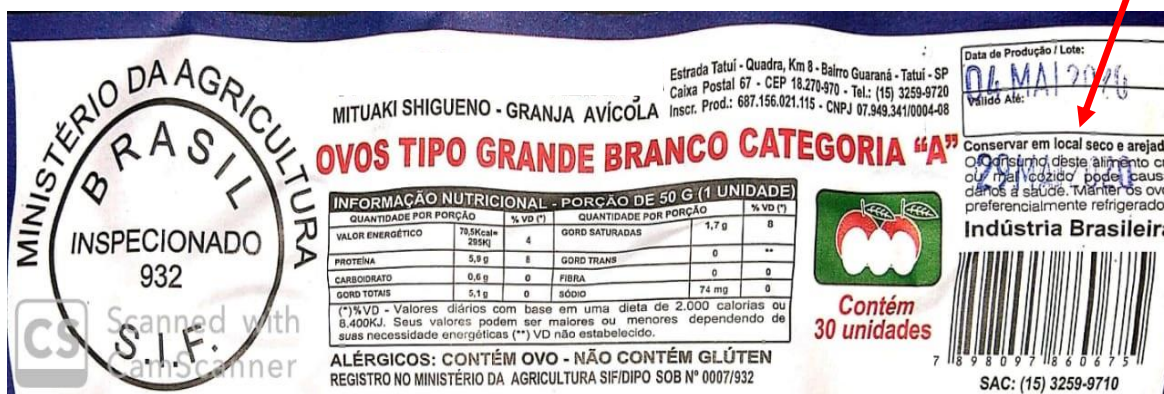 MINISTÉRIO DA AGRICULTURA
BRASIL
INSPECIONADO
932
S.I.F.
CS Scanned with
CamScanner
MITUAKI SHIGUENO - GRANJA AVÍCOLA
Estrada Tatuí - Quadra, Km 8 - Bairro Guaraná - Tatuí - SP
Caixa Postal 67 - CEP 18.270-970 - Tel.: (15) 3259-9720
Inscr. Prod.: 687.156.021.115 - CNPJ 07.949.341/0004-08
OVOS TIPO GRANDE BRANCO CATEGORIA “A”
INFORMAÇÃO NUTRICIONAL - PORÇÃO DE 50 G (1 UNIDADE)
QUANTIDADE POR PORÇÃO % VD (*) QUANTIDADE POR PORÇÃO % VD (*)
VALOR ENERGÉTICO 70,5Kcal= 295Kj 4 GORD SATURADAS 1,7 g 8
PROTEÍNA 5,9 g 8 GORD TRANS 0 **
CARBOIDRATO 0,6 g 0 FIBRA 0 0
GORD TOTAIS 5,1 g 0 SÓDIO 74 mg 0
(*)%VD - Valores diários com base em uma dieta de 2.000 calorias ou
8.400KJ. Seus valores podem ser maiores ou menores dependendo de
suas necessidade energéticas (**) VD não estabelecido.
ALÉRGICOS: CONTÉM OVO - NÃO CONTÉM GLÚTEN
REGISTRO NO MINISTÉRIO DA AGRICULTURA SIF/DIPO SOB Nº 0007/932
Contém
30 unidades
Data de Produção / Lote:
04 MAI 2020
Válido Até:
Conservar em local seco e arejad
O consumo deste alimento cr
ou mal cozido pode caus
danos à saúde. Manter os ov
preferencialmente refrigerado
Indústria Brasileira
7 898097 860675
SAC: (15) 3259-9710